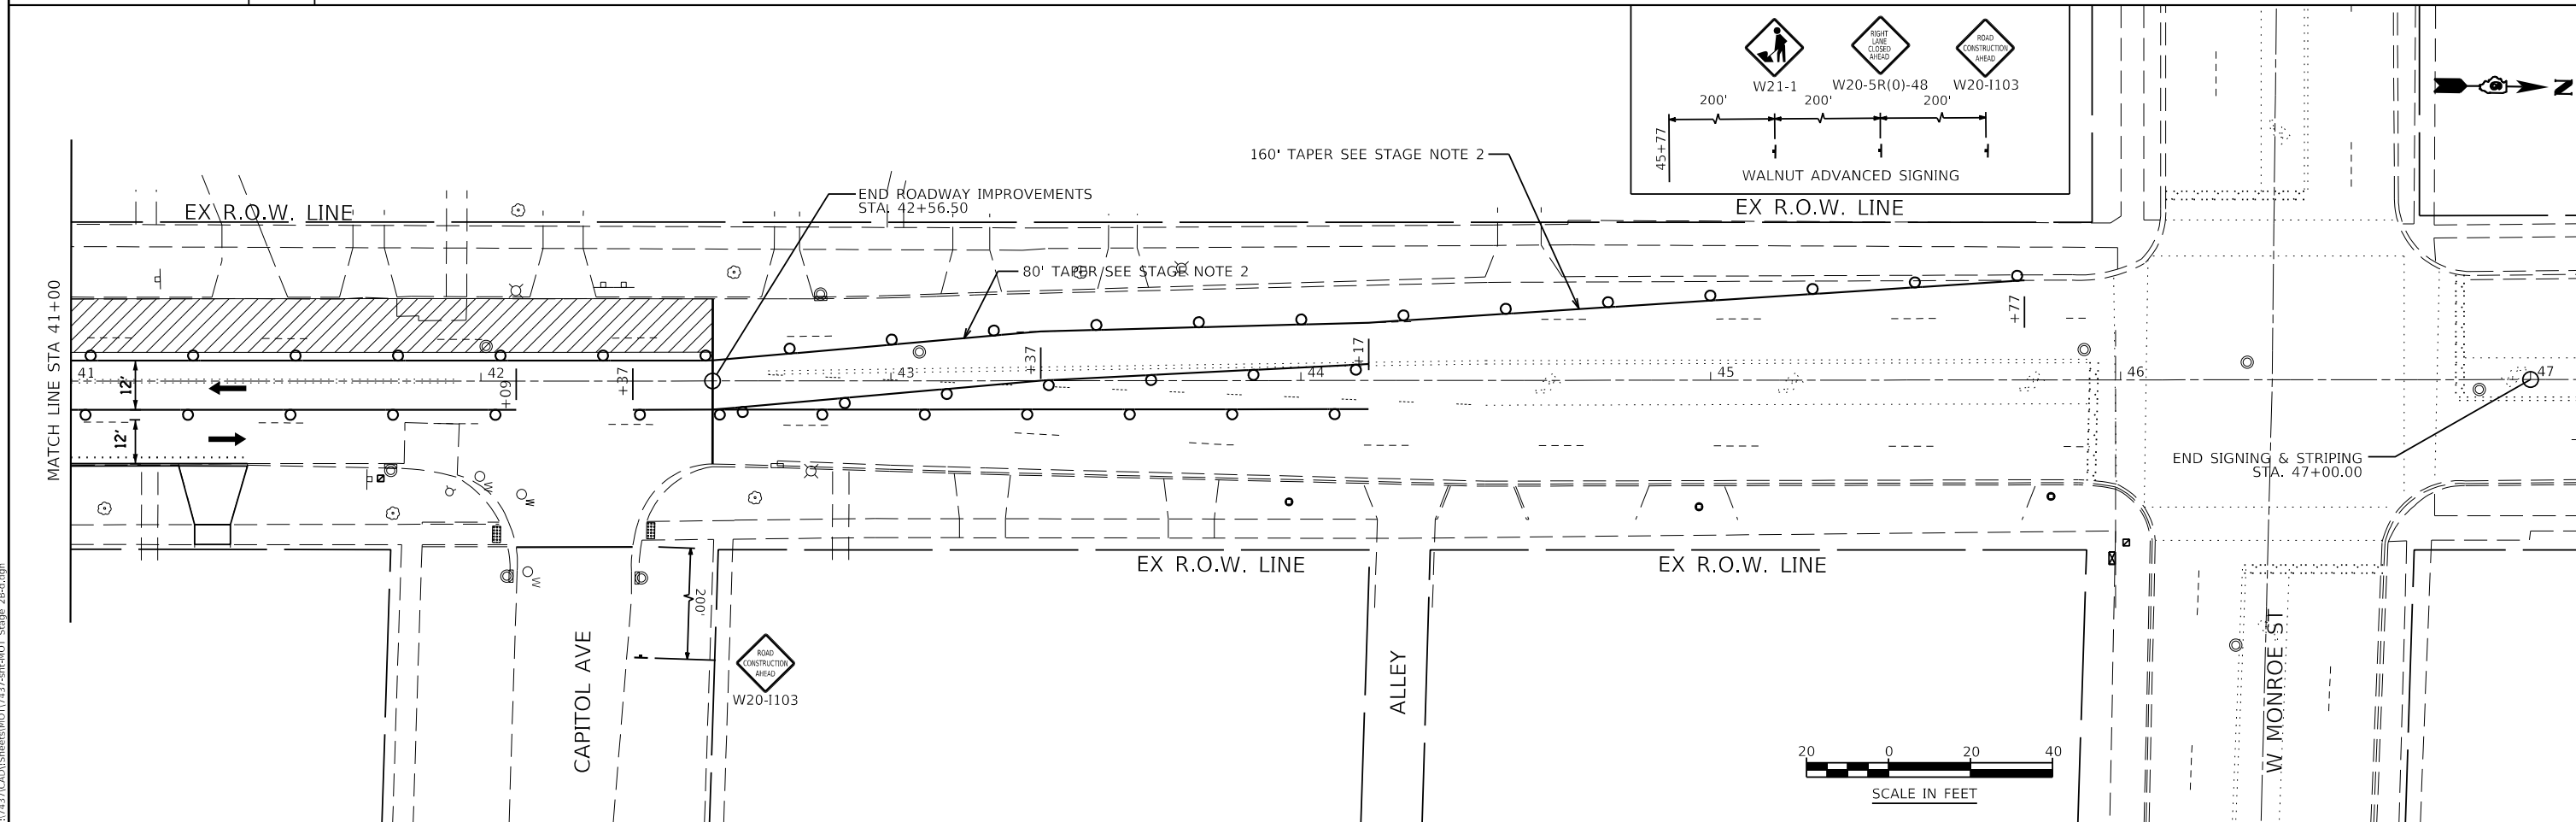 RIGHT
LANE
CLOSED
AHEAD
ROAD
CONSTRUCTION
AHEAD
W21-1
W20-5R(0)-48
W20-I103
200'
200'
200'
45+77
WALNUT ADVANCED SIGNING
N
160' TAPER SEE STAGE NOTE 2
END ROADWAY IMPROVEMENTS
STA. 42+56.50
EX R.O.W. LINE
EX R.O.W. LINE
80' TAPER SEE STAGE NOTE 2
MATCH LINE STA 41+00
41
12'
12'
42
+09
+37
43
+37
44
+17
45
+77
46
47
END SIGNING & STRIPING
STA. 47+00.00
W
W
W
EX R.O.W. LINE
EX R.O.W. LINE
200'
CAPITOL AVE
ROAD
CONSTRUCTION
AHEAD
W20-I103
ALLEY
W MONROE ST
20 0 20 40
SCALE IN FEET